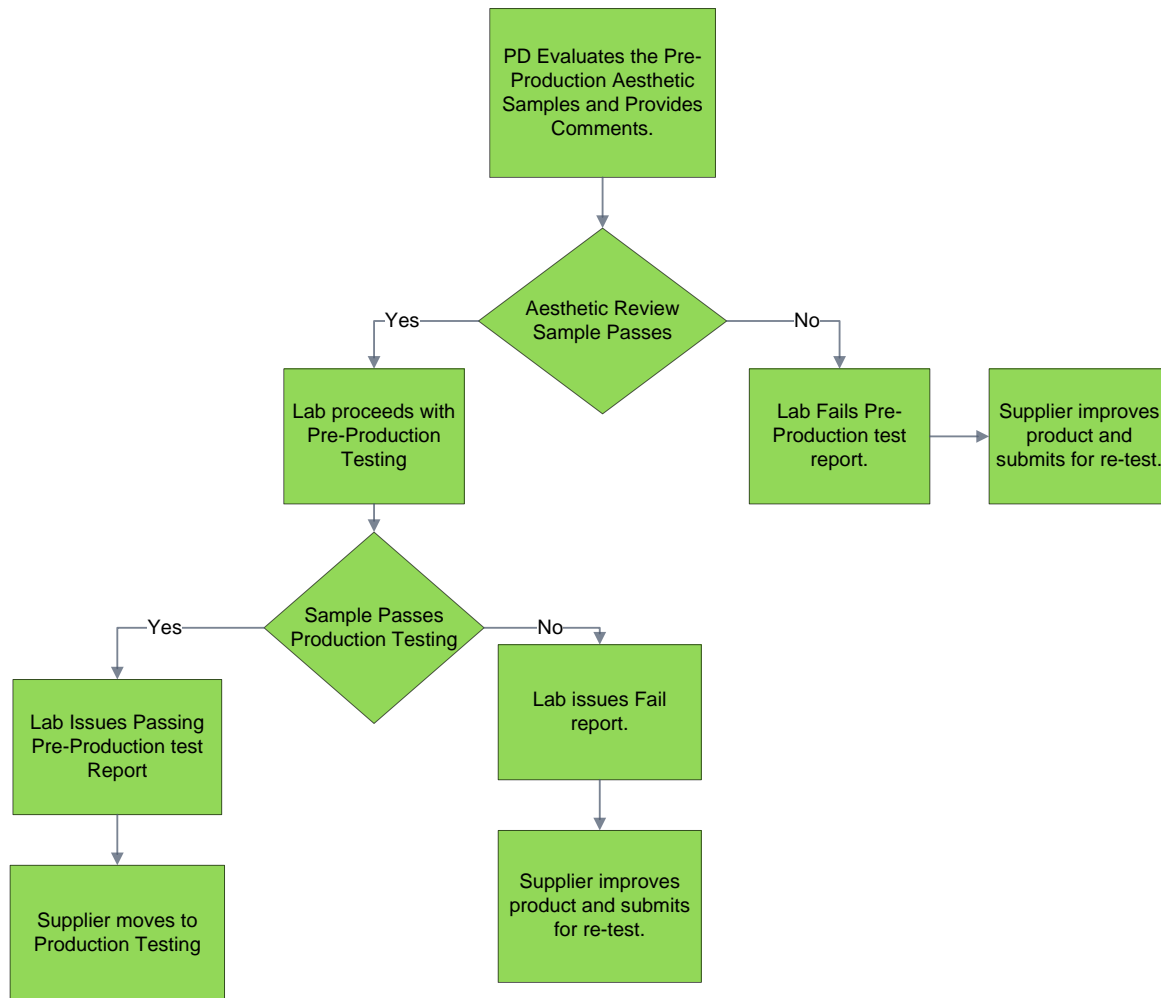 PD Evaluates the Pre-
Production Aesthetic
Samples and Provides
Comments.
Aesthetic Review
Sample Passes
Yes
No
Lab proceeds with
Pre-Production
Testing
Lab Fails Pre-
Production test
report.
Supplier improves
product and
submits for re-test.
Sample Passes
Production Testing
Yes
No
Lab Issues Passing
Pre-Production test
Report
Lab issues Fail
report.
Supplier moves to
Production Testing
Supplier improves
product and submits
for re-test.